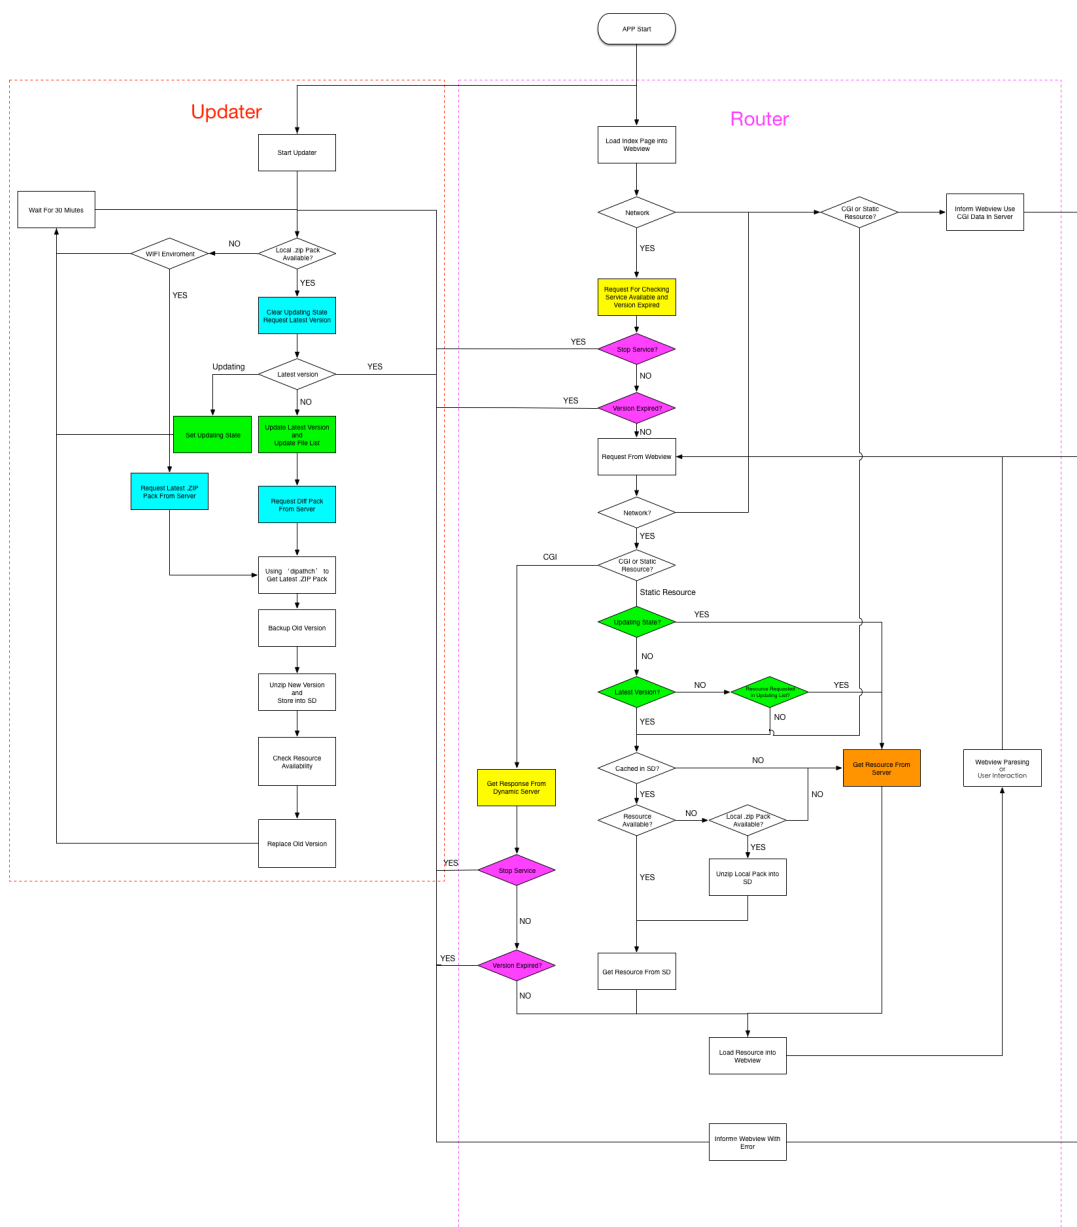 APP Start
Updater
Router
Start Updater
Load Index Page into
Webview
Wait For 30 Miutes
Network
CGI or Static
Resource?
Inform Webview Use
CGI Data In Server
WIFI Enviroment
NO
Local .zip Pack
Available?
YES
YES
YES
Request For Checking
Service Available and
Version Expired
Clear Updating State
Request Latest Version
YES
Stop Service?
NO
Updating
Latest version
YES
NO
YES
Version Expired?
NO
Set Updating State
Update Latest Version
and
Update File List
Request From Webview
Request Latest .ZIP
Pack From Server
Request Diff Pack
From Server
Network?
YES
CGI
CGI or Static
Resource?
Using ‘dipathch’ to
Get Latest .ZIP Pack
Static Resource
Backup Old Version
Updating State?
YES
NO
Unzip New Version
and
Store into SD
Latest Version?
NO
Resource Requested
in Updating List?
YES
YES
NO
Check Resource
Availability
Cached in SD?
NO
Get Resource From
Server
Webview Paresing
or
User Interaction
Get Response From
Dynamic Server
YES
NO
Resource
Available?
NO
Local .zip Pack
Available?
Replace Old Version
YES
YES
Stop Service
YES
Unzip Local Pack into
SD
NO
YES
Version Expired?
Get Resource From SD
NO
Load Resource into
Webview
Informe Webview With
Error